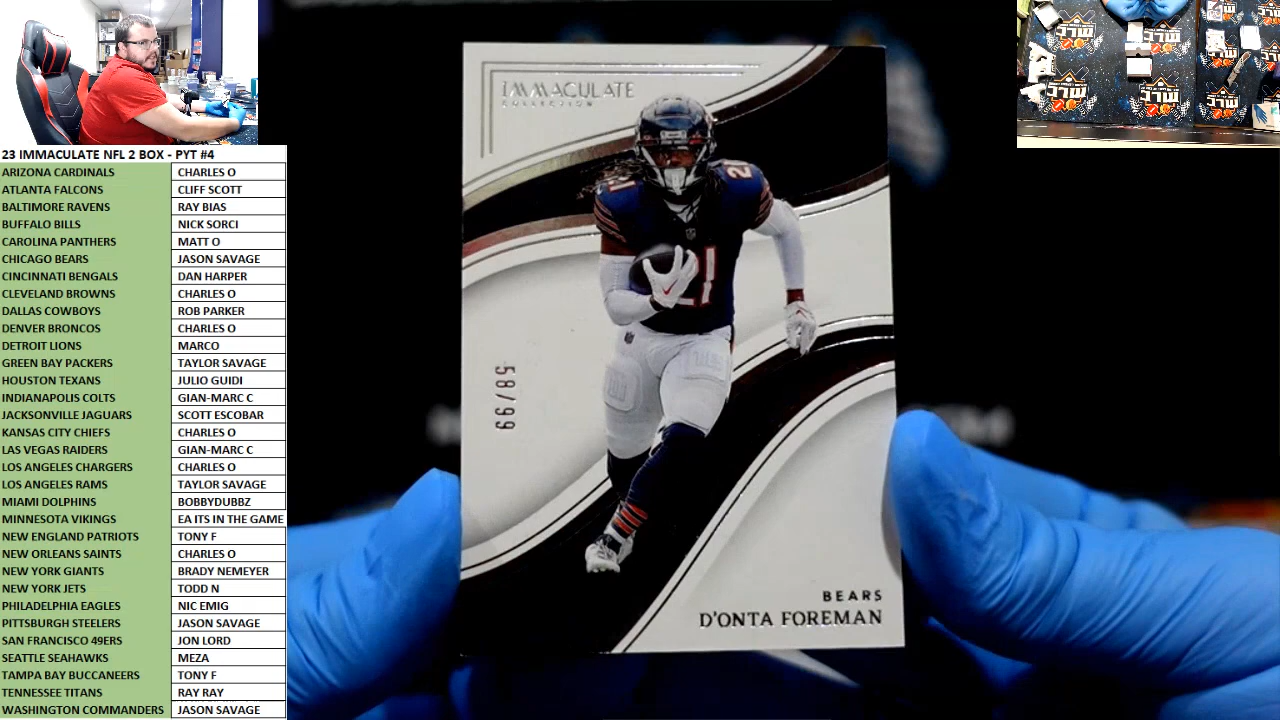 23 IMMACULATE NFL 2 BOX - PYT #4
ARIZONA CARDINALS CHARLES O
ATLANTA FALCONS CLIFF SCOTT
BALTIMORE RAVENS RAY BIAS
BUFFALO BILLS NICK SORCI
CAROLINA PANTHERS MATT O
CHICAGO BEARS JASON SAVAGE
CINCINNATI BENGALS DAN HARPER
CLEVELAND BROWNS CHARLES O
DALLAS COWBOYS ROB PARKER
DENVER BRONCOS CHARLES O
DETROIT LIONS MARCO
GREEN BAY PACKERS TAYLOR SAVAGE
HOUSTON TEXANS JULIO GUIDI
INDIANAPOLIS COLTS GIAN-MARC C
JACKSONVILLE JAGUARS SCOTT ESCOBAR
KANSAS CITY CHIEFS CHARLES O
LAS VEGAS RAIDERS GIAN-MARC C
LOS ANGELES CHARGERS CHARLES O
LOS ANGELES RAMS TAYLOR SAVAGE
MIAMI DOLPHINS BOBBYDUBBZ
MINNESOTA VIKINGS EA ITS IN THE GAME
NEW ENGLAND PATRIOTS TONY F
NEW ORLEANS SAINTS CHARLES O
NEW YORK GIANTS BRADY NEMEYER
NEW YORK JETS TODD N
PHILADELPHIA EAGLES NIC EMIG
PITTSBURGH STEELERS JASON SAVAGE
SAN FRANCISCO 49ERS JON LORD
SEATTLE SEAHAWKS MEZA
TAMPA BAY BUCCANEERS TONY F
TENNESSEE TITANS RAY RAY
WASHINGTON COMMANDERS JASON SAVAGE
IMMACULATE
COLLECTION
21
21
21
58/99
BEARS
D'ONTA FOREMAN